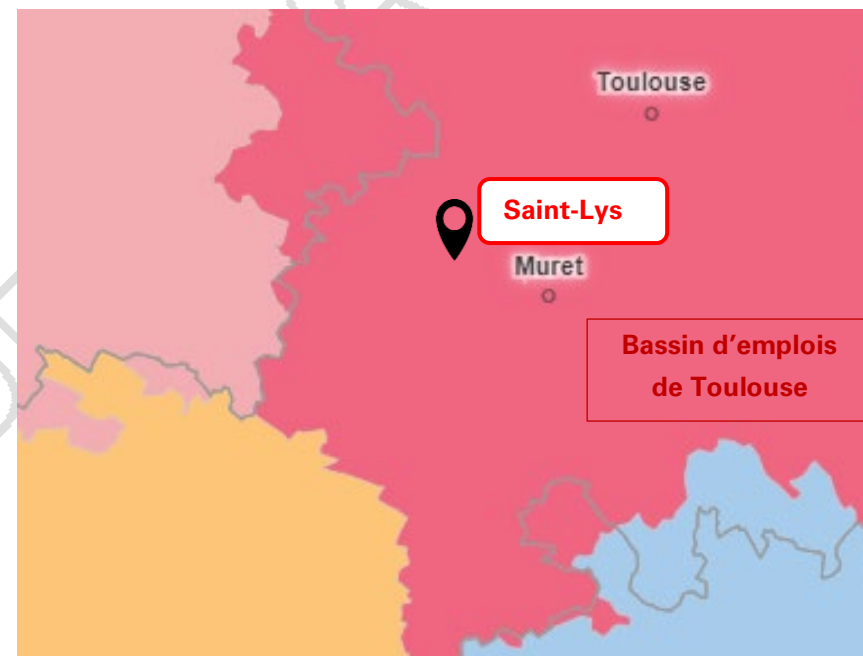 Toulouse
Saint-Lys
Muret
Bassin d’emplois
de Toulouse